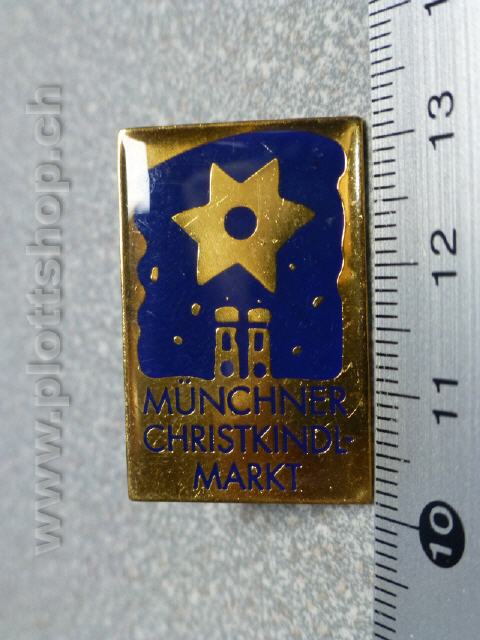 www.plottshop.ch
MÜNCHNER
CHRISTKINDL-
MARKT
13
12
11
10